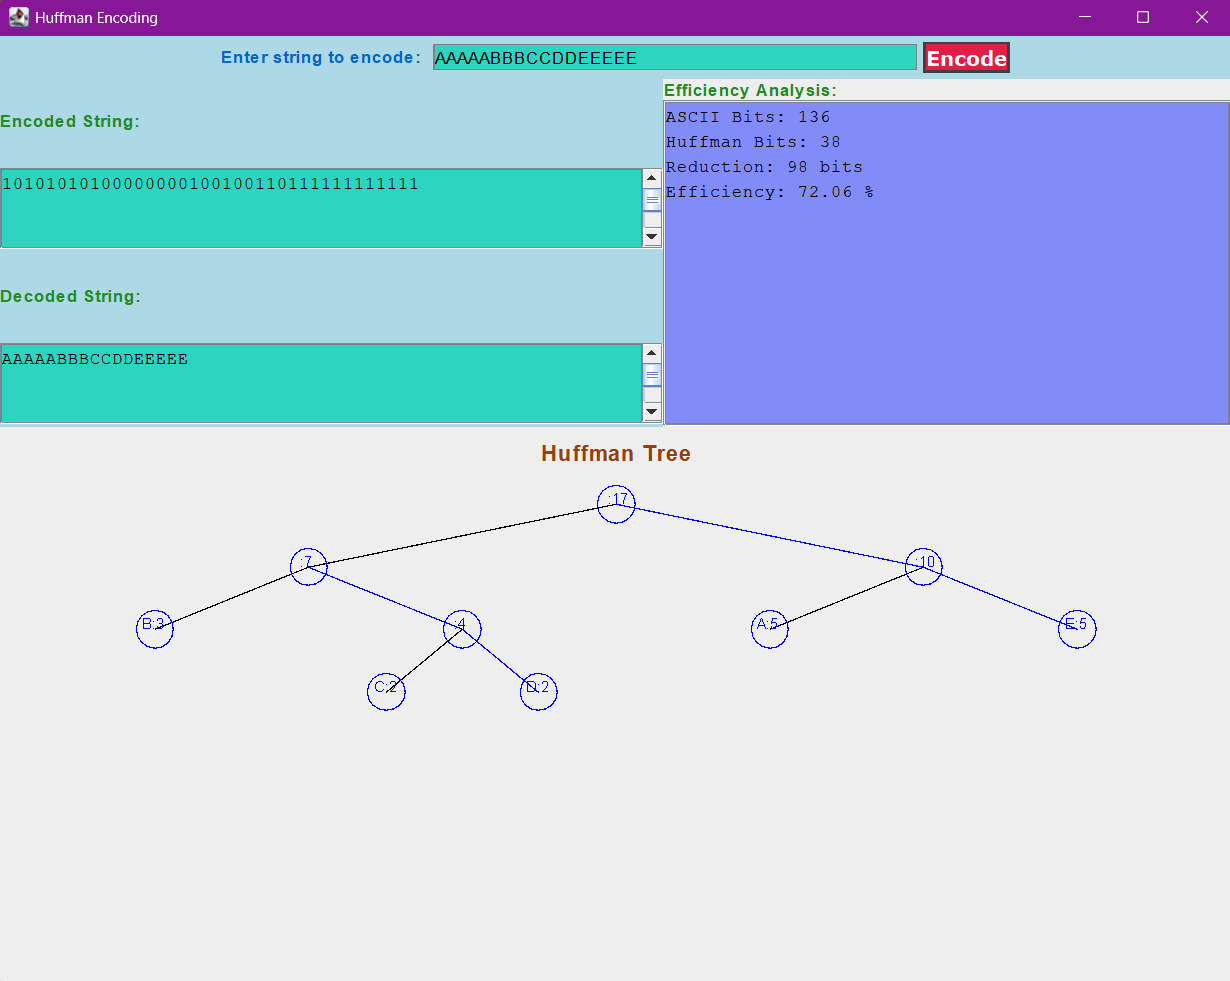 Huffman Encoding
Enter string to encode: AAAAABBBCCDDEEEEE Encode
Efficiency Analysis:
ASCII Bits: 136
Huffman Bits: 38
Reduction: 98 bits
Efficiency: 72.06 %
Encoded String:
10101010100000000100100110111111111111
Decoded String:
AAAAABBBCCDDEEEEE
Huffman Tree
:17
:7 :10
B:3 :4 A:5 E:5
C:2 D:2